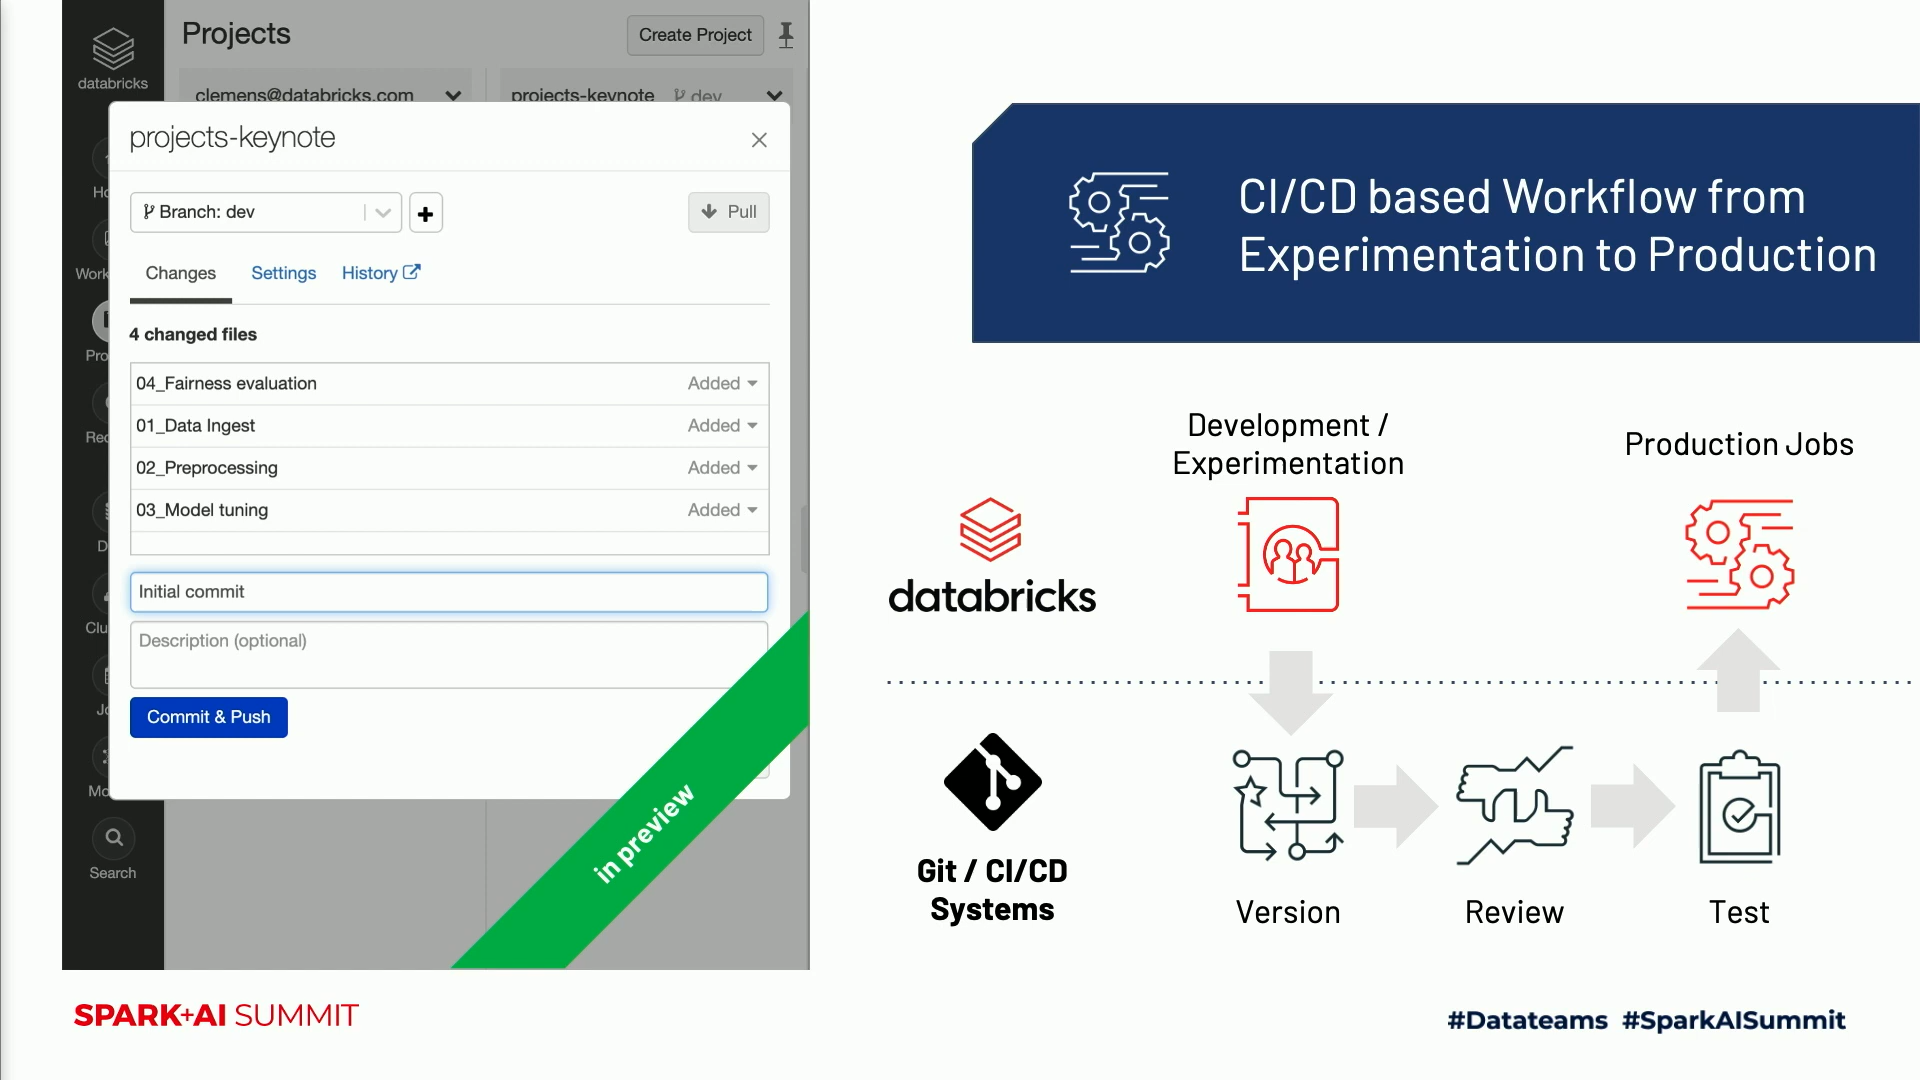 databricks
Projects
Create Project
clemens@databricks.com
projects-keynote
dev
projects-keynote
Branch: dev
Pull
Changes
Settings
History
4 changed files
04_Fairness evaluation
Added
01_Data Ingest
Added
02_Preprocessing
Added
03_Model tuning
Added
Initial commit
Description (optional)
Commit & Push
Search
in preview
CI/CD based Workflow from
Experimentation to Production
Development /
Experimentation
Production Jobs
databricks
Git / CI/CD
Systems
Version
Review
Test
SPARK+AI SUMMIT
#Datateams #SparkAISummit